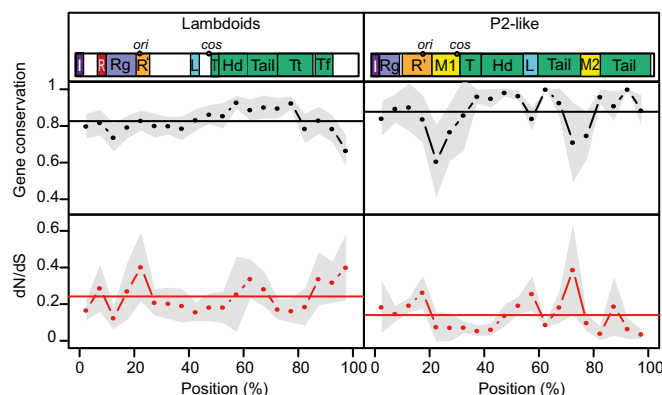 Lambdoids P2-like
ori cos ori cos
I R Rg R' L T Hd Tail Tt Tf I Rg R' M1 T Hd L Tail M2 Tail
Gene conservation
1
0.8
0.6
0.4
dN/dS
0.6
0.4
0.2
0
0 20 40 60 80 100 0 20 40 60 80 100
Position (%) Position (%)